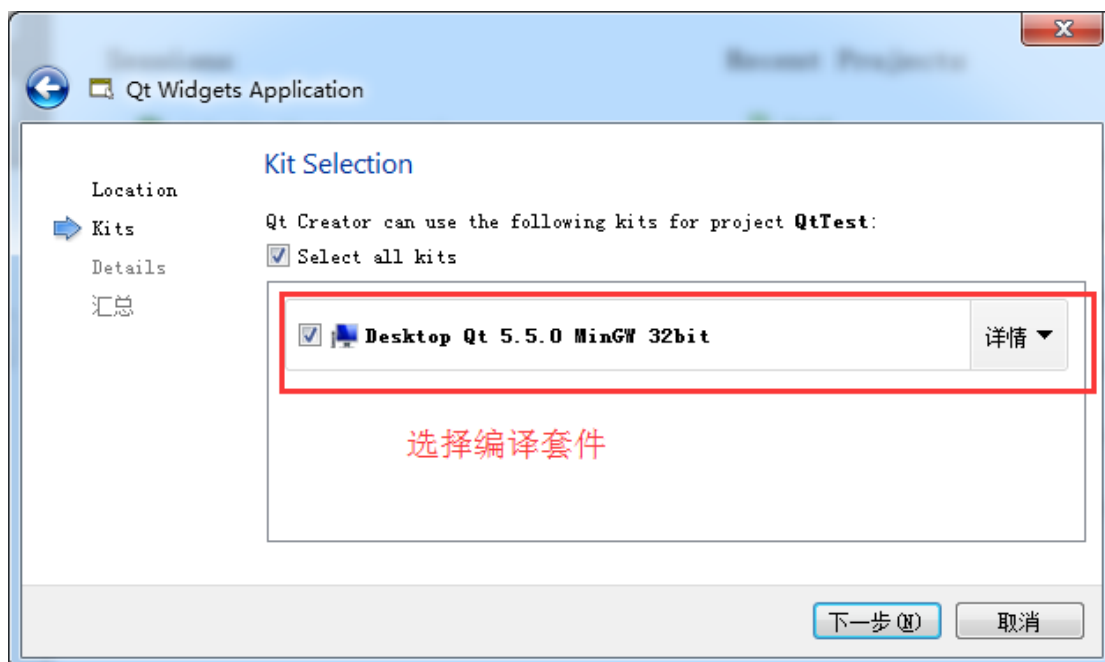 Qt Widgets Application
Kit Selection
Location
Kits
Details
汇总
Qt Creator can use the following kits for project QtTest:
Select all kits
Desktop Qt 5.5.0 MinGW 32bit
详情
选择编译套件
下一步(N)
取消